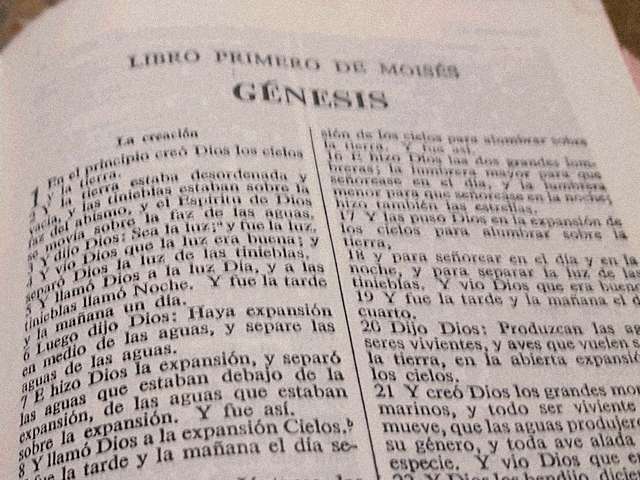 LIBRO PRIMERO DE MOISÉS
GÉNESIS
La creación
1 En el principio creó Dios los cielos
y la tierra.
2 Y la tierra estaba desordenada y
vacía, y las tinieblas estaban sobre la
faz del abismo, y el Espíritu de Dios
se movía sobre la faz de las aguas.
3 Y dijo Dios: Sea la luz;a y fue la luz.
4 Y vio Dios que la luz era buena; y
separó Dios la luz de las tinieblas.
5 Y llamó Dios a la luz Día, y a las
tinieblas llamó Noche. Y fue la tarde
y la mañana un día.
6 Luego dijo Dios: Haya expansión
en medio de las aguas, y separe las
aguas de las aguas.
7 E hizo Dios la expansión, y separó
las aguas que estaban debajo de la
expansión, de las aguas que estaban
sobre la expansión. Y fue así.
8 Y llamó Dios a la expansión Cielos.b
Y fue la tarde y la mañana el día se-
sión de los cielos para alumbrar sobre
la tierra. Y fue así.
16 E hizo Dios las dos grandes lum-
breras; la lumbrera mayor para que
señorease en el día, y la lumbrera
menor para que señorease en la noche;
hizo también las estrellas.
17 Y las puso Dios en la expansión de
los cielos para alumbrar sobre la
tierra,
18 y para señorear en el día y en la
noche, y para separar la luz de las
tinieblas. Y vio Dios que era bueno
19 Y fue la tarde y la mañana el d
cuarto.
20 Dijo Dios: Produzcan las ag
seres vivientes, y aves que vuelen s
la tierra, en la abierta expansió
los cielos.
21 Y creó Dios los grandes mon
marinos, y todo ser viviente
mueve, que las aguas produjero
su género, y toda ave alada
especie. Y vio Dios que e
22 Y Dios los bendijo, dicien